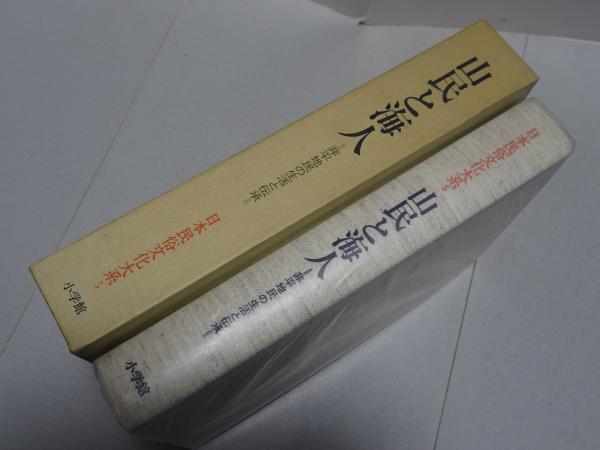 山民と海人
=非平地民の生活と伝承=
日本民俗文化大系 5
小学館
日本民俗文化大系 5
山民と海人
=非平地民の生活と伝承=
小学館